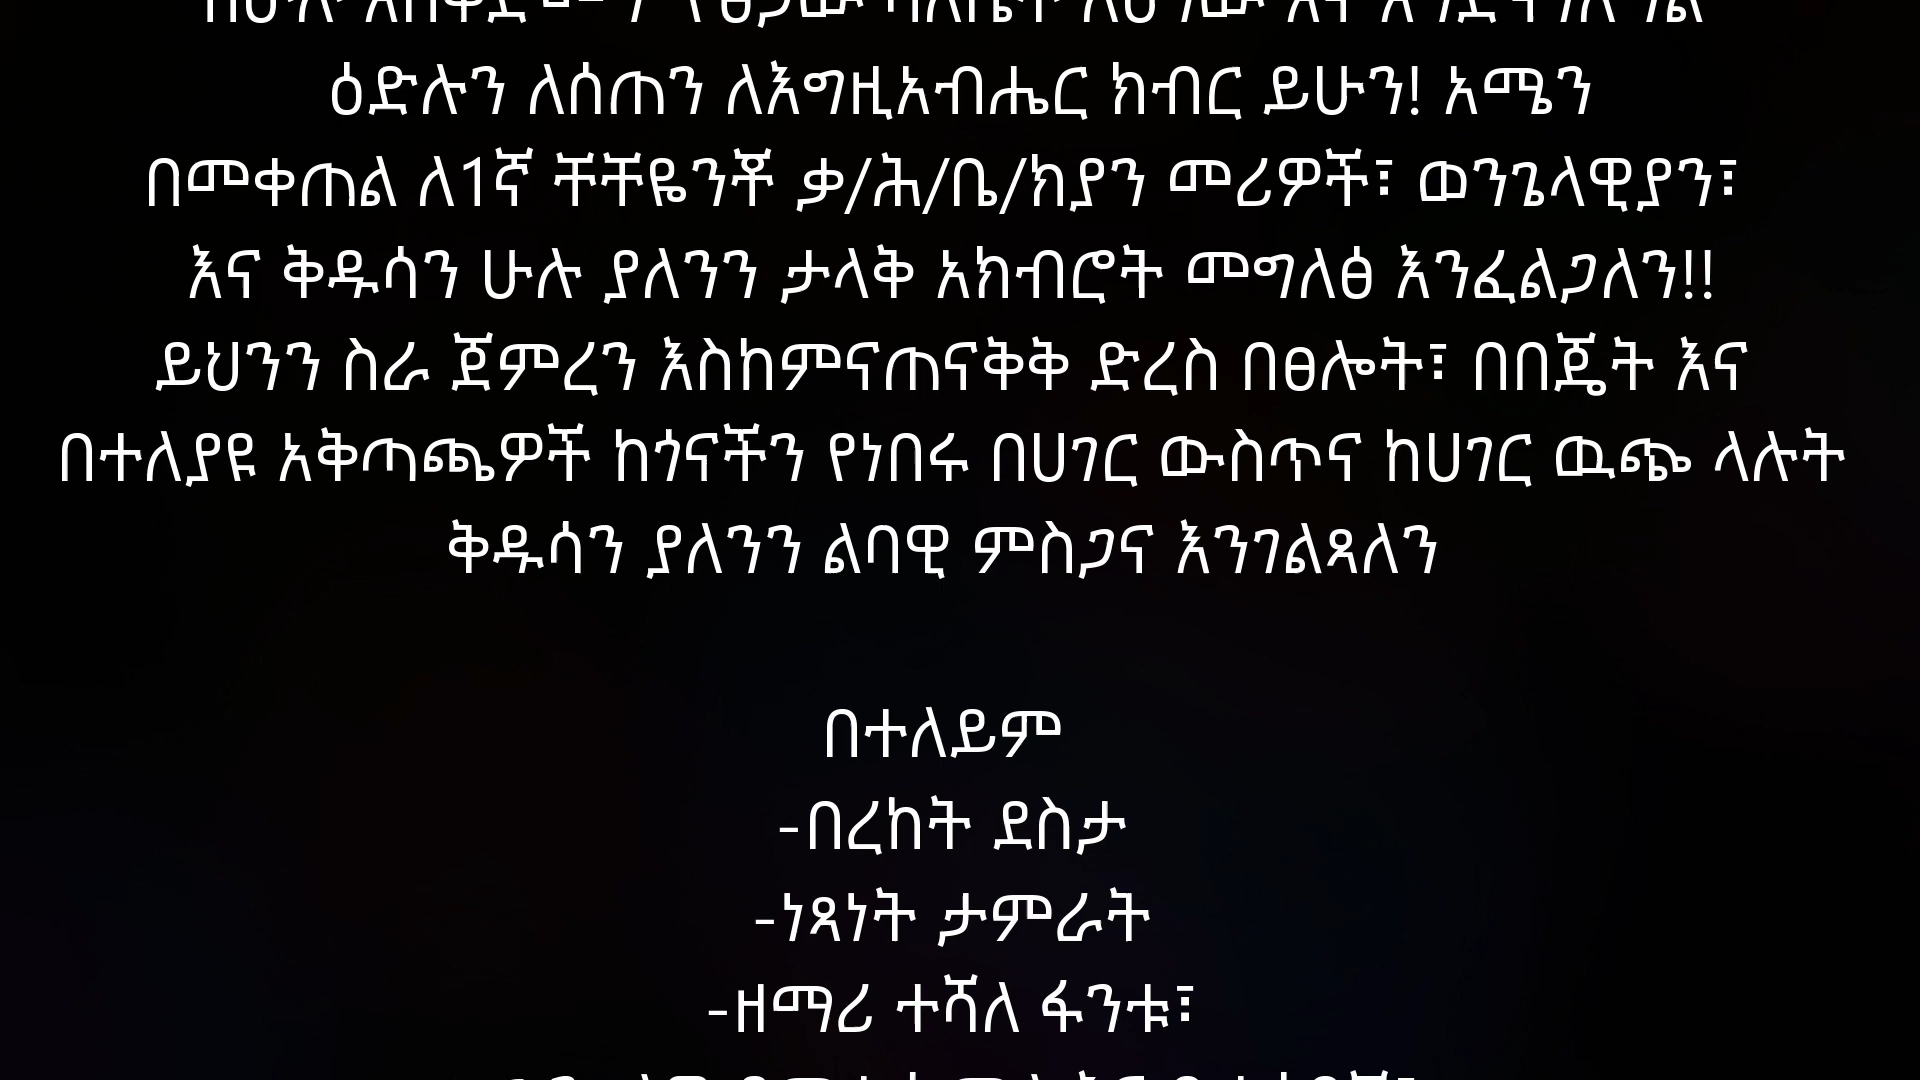 ዕድሉን ለሰጠን ለእግዚአብሔር ክብር ይሁን! አሜን
በመቀጠል ለ1ኛ ቸቸዬንቾ ቃ/ሕ/ቤ/ክያን መሪዎች፣ ወንጌላዊያን፣
እና ቅዱሳን ሁሉ ያለንን ታላቅ አክብሮት መግለፅ እንፈልጋለን!!
ይህንን ስራ ጀምረን እስከምናጠናቅቅ ድረስ በፀሎት፣ በበጄት እና
በተለያዩ አቅጣጫዎች ከጎናችን የነበሩ በሀገር ውስጥና ከሀገር ዉጭ ላሉት
ቅዱሳን ያለንን ልባዊ ምስጋና እንገልጻለን
በተለይም
-በረከት ደስታ
-ነጻነት ታምራት
-ዘማሪ ተሻለ ፋንቱ፣